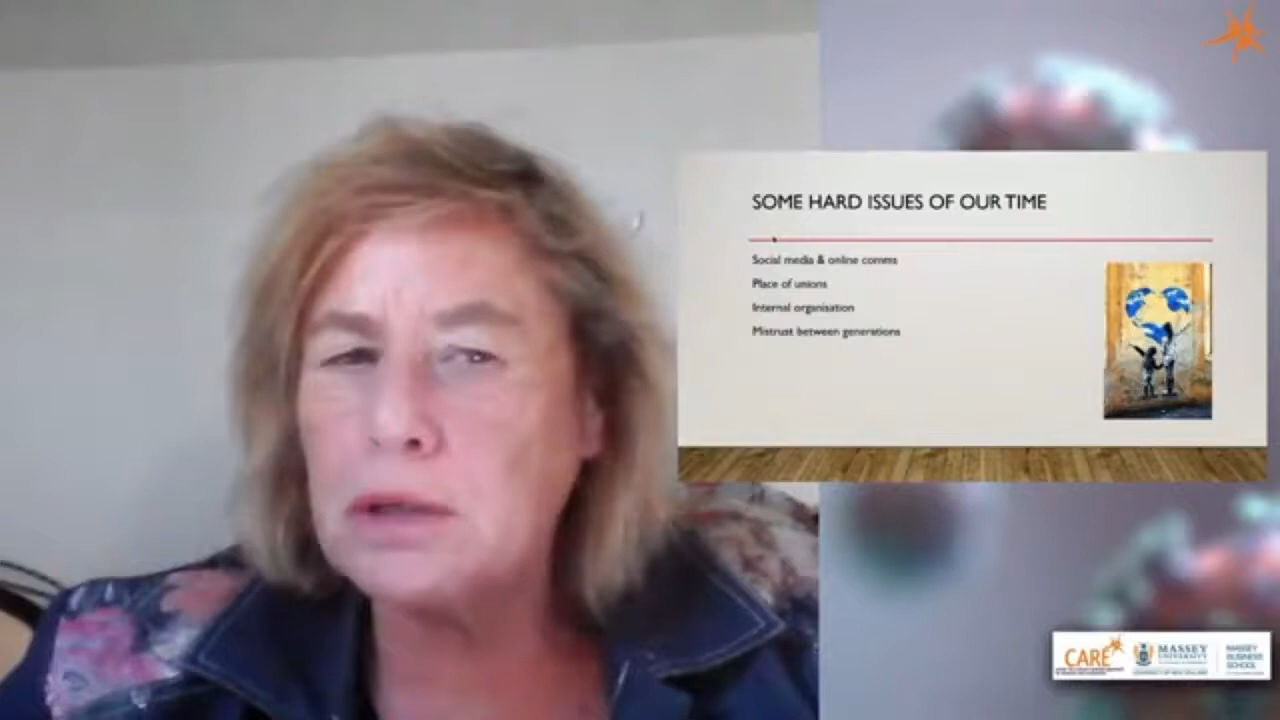 SOME HARD ISSUES OF OUR TIME
Social media & online comms
Place of unions
Internal organisation
Mistrust between generations
CARE
MASSEY
UNIVERSITY
MASSEY
BUSINESS
SCHOOL